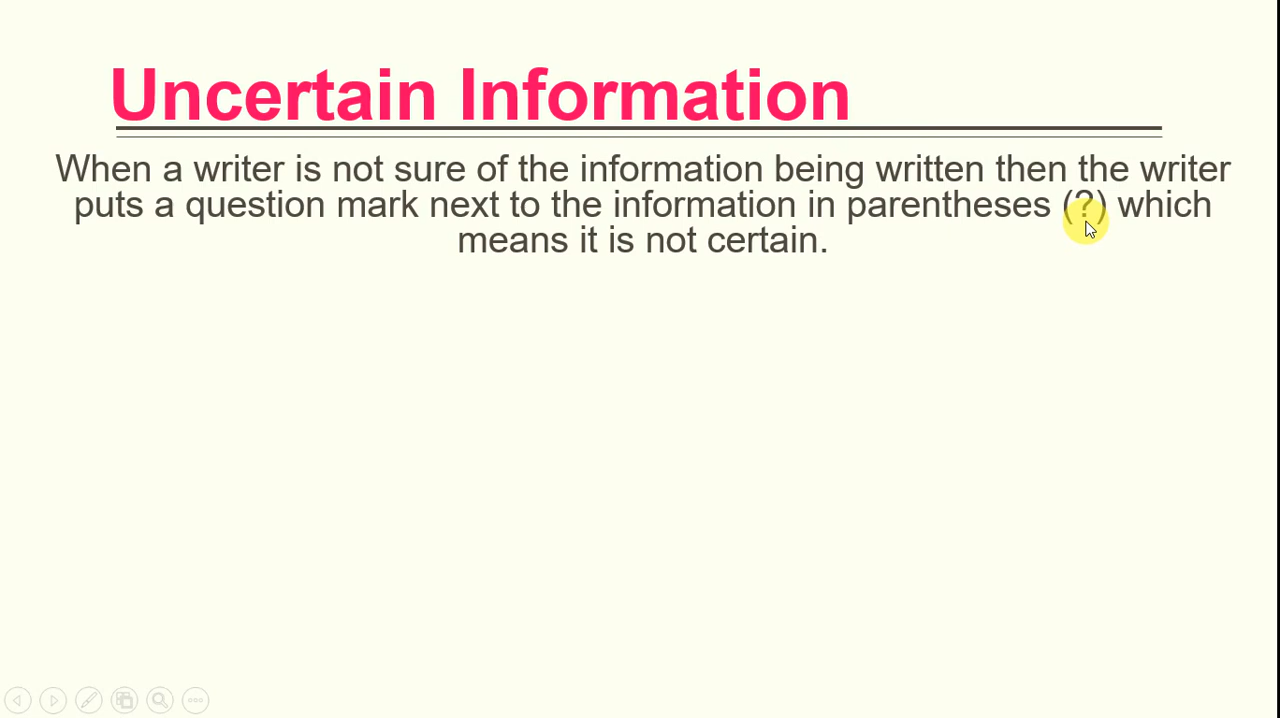 Uncertain Information
When a writer is not sure of the information being written then the writer
puts a question mark next to the information in parentheses (?) which
means it is not certain.